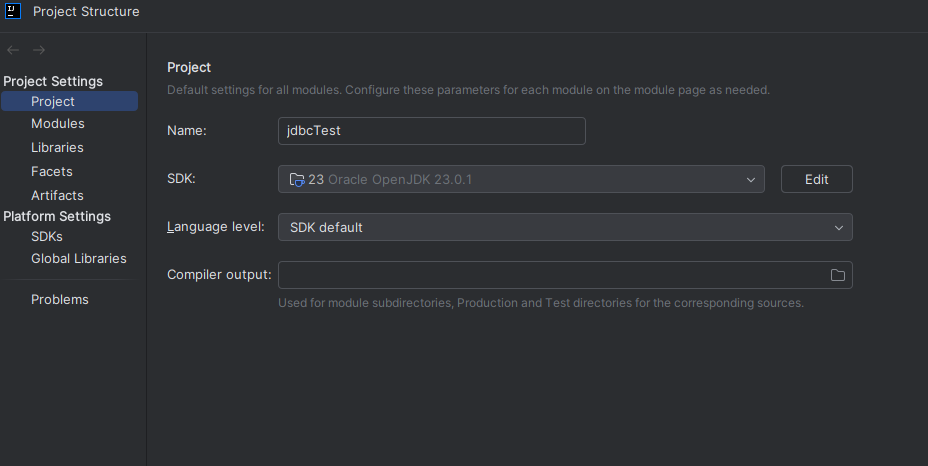 IJ
Project Structure
Project Settings
Project
Modules
Libraries
Facets
Artifacts
Platform Settings
SDKs
Global Libraries
Problems
Project
Default settings for all modules. Configure these parameters for each module on the module page as needed.
Name: jdbcTest
SDK: 23 Oracle OpenJDK 23.0.1 Edit
Language level: SDK default
Compiler output:
Used for module subdirectories, Production and Test directories for the corresponding sources.